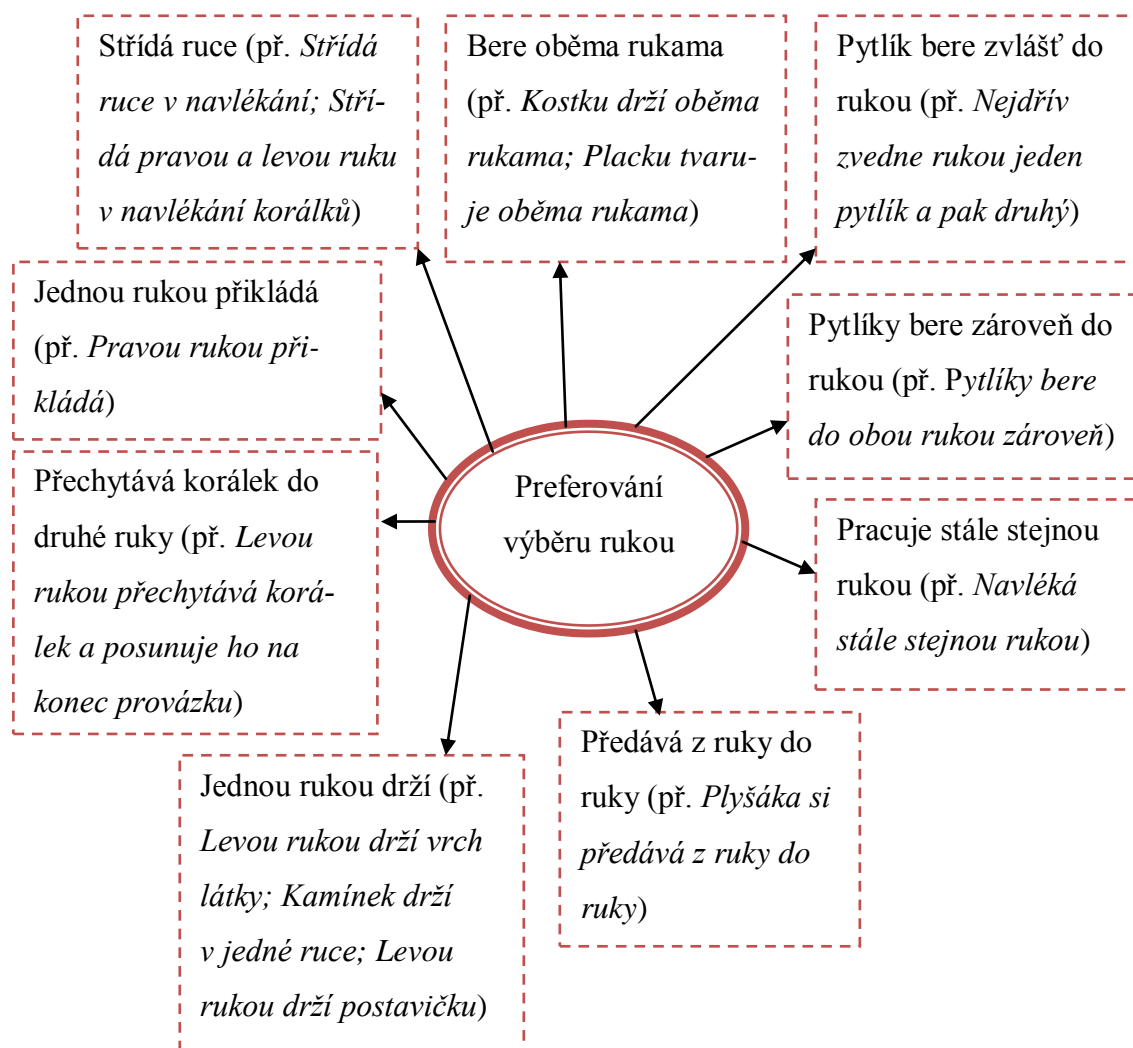 Střídá ruce (př. Střídá
ruce v navlékání; Stří-
dá pravou a levou ruku
v navlékání korálků)
Bere oběma rukama
(př. Kostku drží oběma
rukama; Placku tvaru-
je oběma rukama)
Pytlík bere zvlášť do
rukou (př. Nejdřív
zvedne rukou jeden
pytlík a pak druhý)
Jednou rukou přikládá
(př. Pravou rukou při-
kládá)
Pytlíky bere zároveň do
rukou (př. Pytlíky bere
do obou rukou zároveň)
Přechytává korálek do
druhé ruky (př. Levou
rukou přechytává korá-
lek a posunuje ho na
konec provázku)
Preferování
výběru rukou
Pracuje stále stejnou
rukou (př. Navléká
stále stejnou rukou)
Jednou rukou drží (př.
Levou rukou drží vrch
látky; Kamínek drží
v jedné ruce; Levou
rukou drží postavičku)
Předává z ruky do
ruky (př. Plyšáka si
předává z ruky do
ruky)